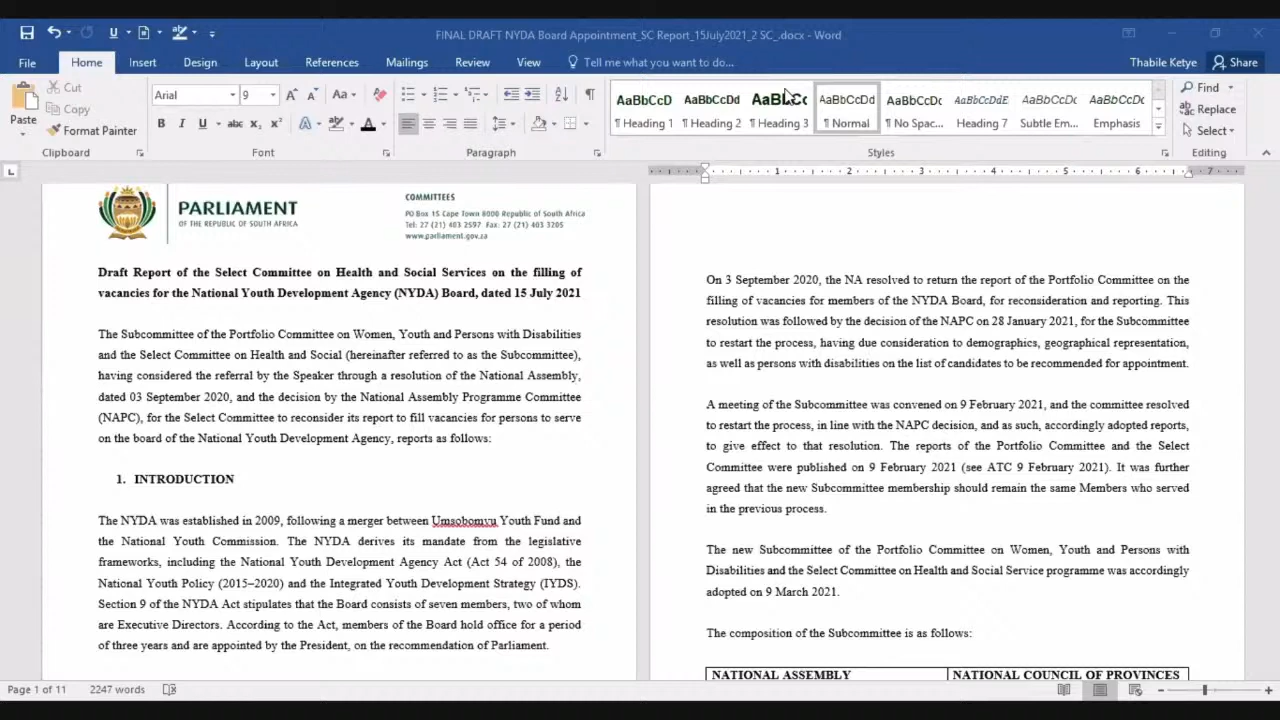 FINAL DRAFT NYDA Board Appointment_SC Report_15July2021_2 SC_.docx - Word
File Home Insert Design Layout References Mailings Review View Tell me what you want to do... Thabile Ketye Share
Cut
Copy
Paste
Format Painter
Clipboard
Arial 9
Font
Paragraph
AaBbCcD AaBbCcDd AaBbCc AaBbCcDd AaBbCcDc AaBbCcDdE AaBbCcDc AaBbCcDc
¶ Heading 1 ¶ Heading 2 ¶ Heading 3 ¶ Normal ¶ No Spac... Heading 7 Subtle Em... Emphasis
Styles
Find
Replace
Select
Editing
1 2 3 4 5 6 7
PARLIAMENT
OF THE REPUBLIC OF SOUTH AFRICA
COMMITTEES
PO Box 15 Cape Town 8000 Republic of South Africa
Tel: 27 (21) 403 2597 Fax: 27 (21) 403 3205
www.parliament.gov.za
Draft Report of the Select Committee on Health and Social Services on the filling of
vacancies for the National Youth Development Agency (NYDA) Board, dated 15 July 2021
The Subcommittee of the Portfolio Committee on Women, Youth and Persons with Disabilities
and the Select Committee on Health and Social (hereinafter referred to as the Subcommittee),
having considered the referral by the Speaker through a resolution of the National Assembly,
dated 03 September 2020, and the decision by the National Assembly Programme Committee
(NAPC), for the Select Committee to reconsider its report to fill vacancies for persons to serve
on the board of the National Youth Development Agency, reports as follows:
1. INTRODUCTION
The NYDA was established in 2009, following a merger between Umsobomvu Youth Fund and
the National Youth Commission. The NYDA derives its mandate from the legislative
frameworks, including the National Youth Development Agency Act (Act 54 of 2008), the
National Youth Policy (2015–2020) and the Integrated Youth Development Strategy (IYDS).
Section 9 of the NYDA Act stipulates that the Board consists of seven members, two of whom
are Executive Directors. According to the Act, members of the Board hold office for a period
of three years and are appointed by the President, on the recommendation of Parliament.
On 3 September 2020, the NA resolved to return the report of the Portfolio Committee on the
filling of vacancies for members of the NYDA Board, for reconsideration and reporting. This
resolution was followed by the decision of the NAPC on 28 January 2021, for the Subcommittee
to restart the process, having due consideration to demographics, geographical representation,
as well as persons with disabilities on the list of candidates to be recommended for appointment.
A meeting of the Subcommittee was convened on 9 February 2021, and the committee resolved
to restart the process, in line with the NAPC decision, and as such, accordingly adopted reports,
to give effect to that resolution. The reports of the Portfolio Committee and the Select
Committee were published on 9 February 2021 (see ATC 9 February 2021). It was further
agreed that the new Subcommittee membership should remain the same Members who served
in the previous process.
The new Subcommittee of the Portfolio Committee on Women, Youth and Persons with
Disabilities and the Select Committee on Health and Social Service programme was accordingly
adopted on 9 March 2021.
The composition of the Subcommittee is as follows:
NATIONAL ASSEMBLY NATIONAL COUNCIL OF PROVINCES
Page 1 of 11 2247 words